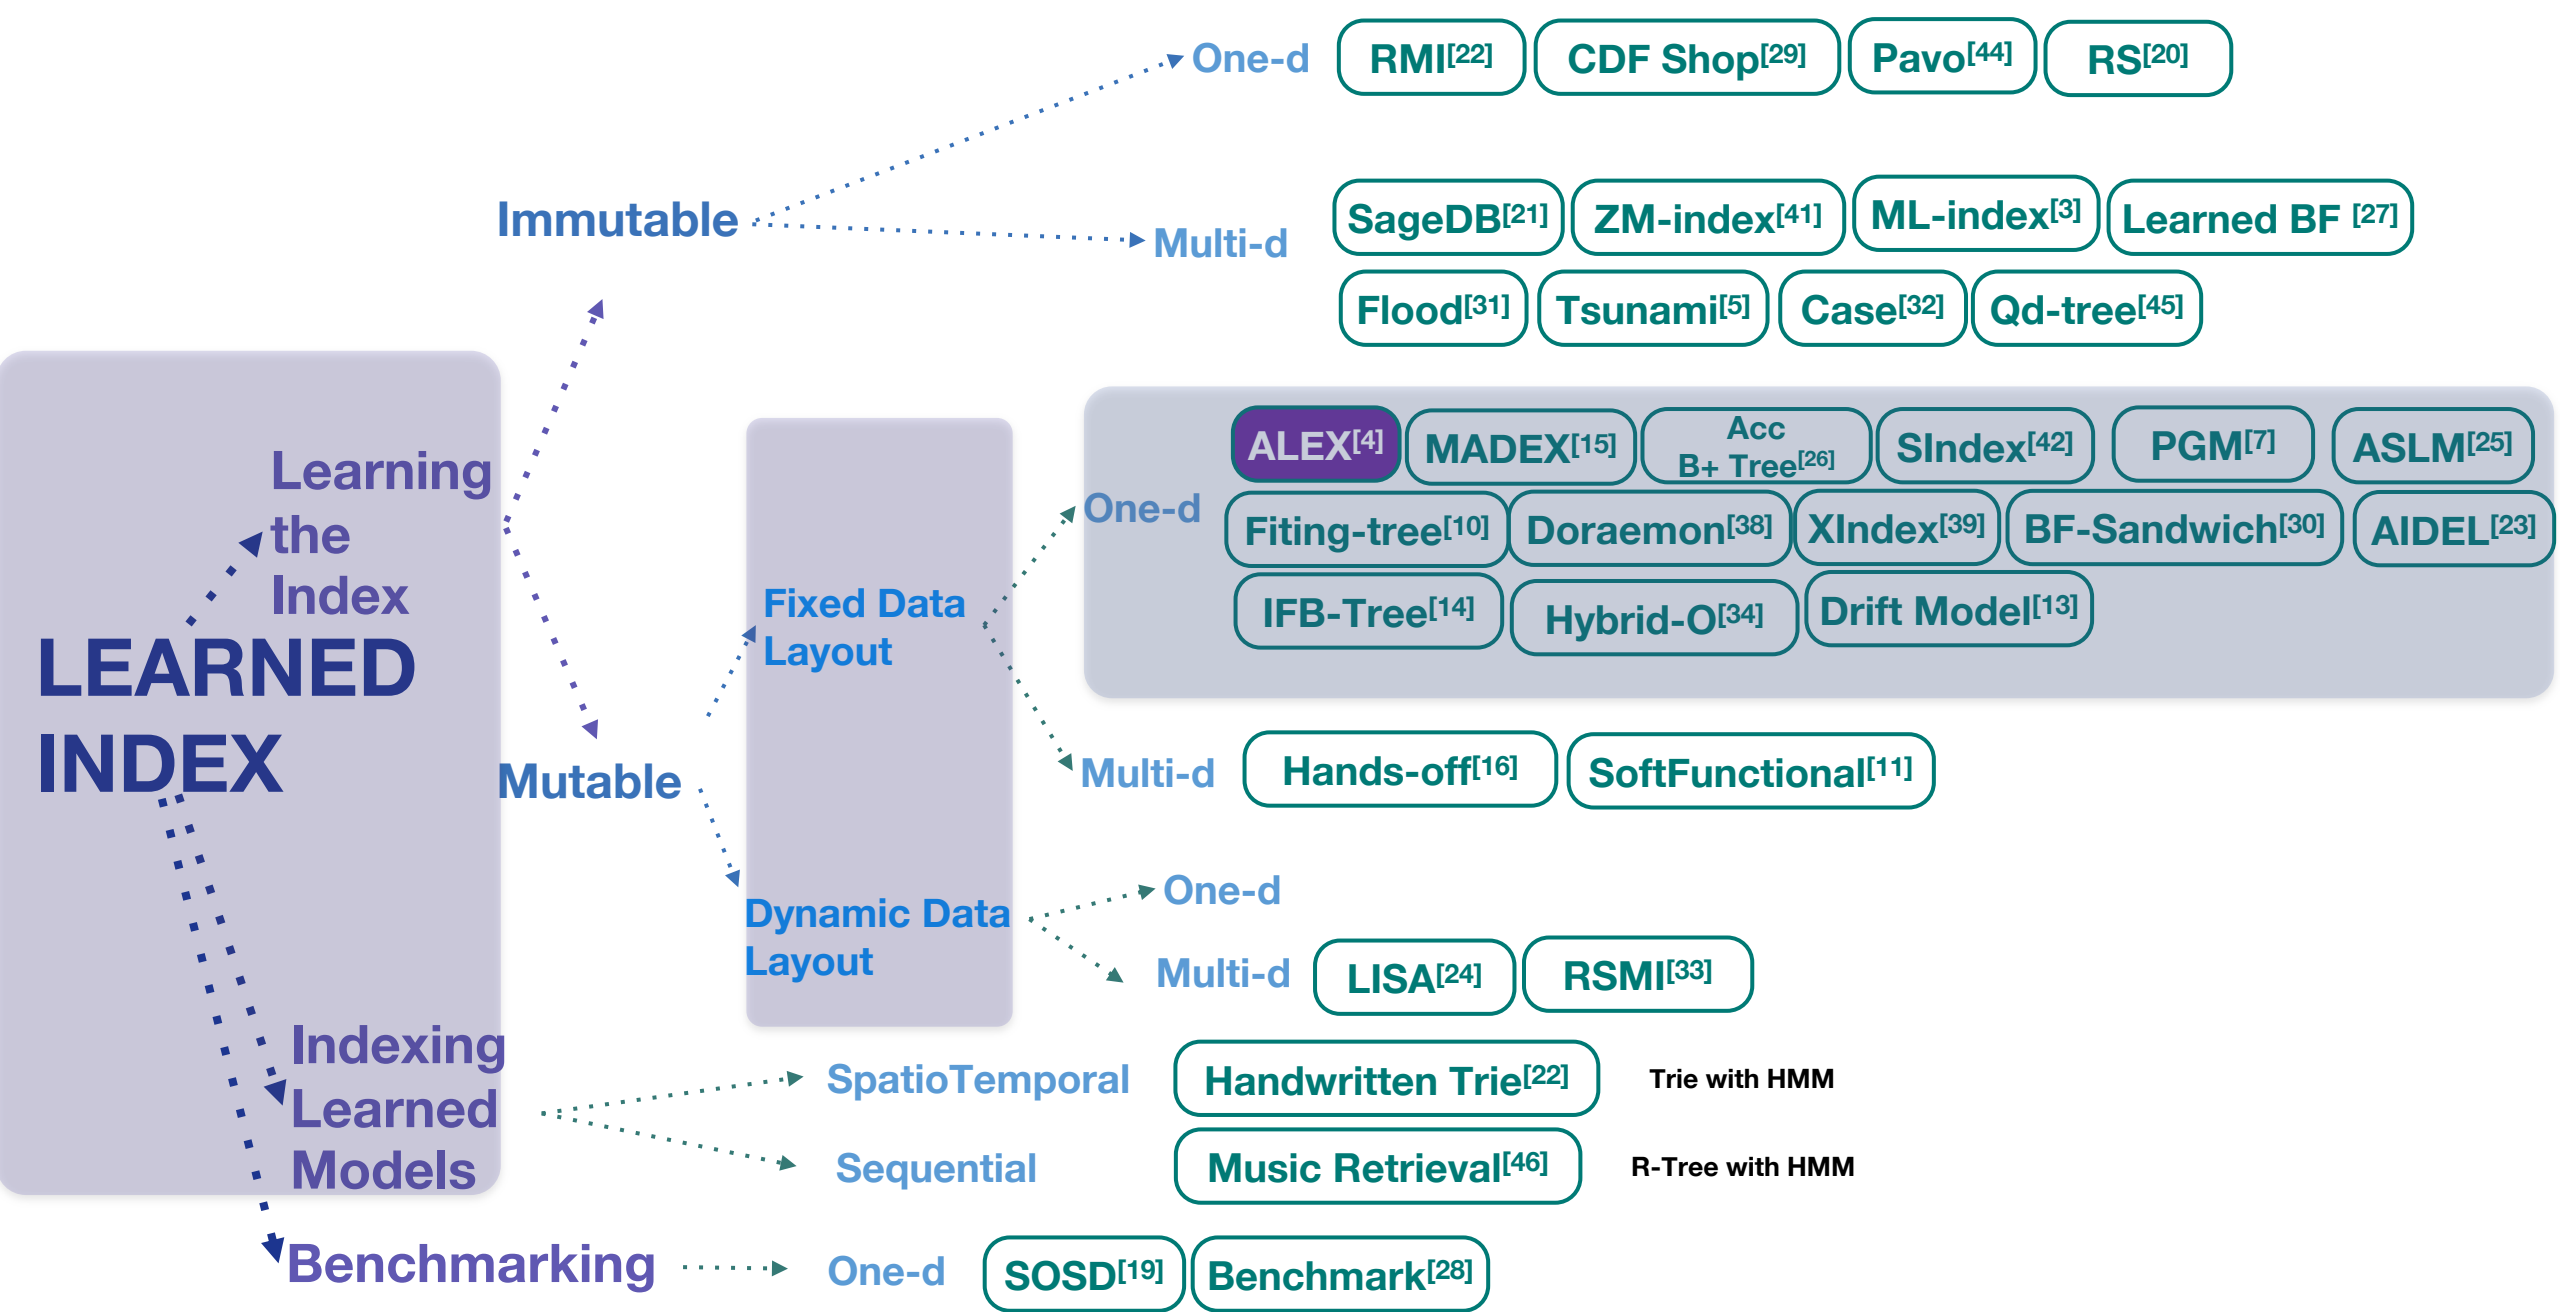 One-d
RMI[22]
CDF Shop[29]
Pavo[44]
RS[20]
Immutable
Multi-d
SageDB[21]
ZM-index[41]
ML-index[3]
Learned BF [27]
Flood[31]
Tsunami[5]
Case[32]
Qd-tree[45]
Learning
the
Index
LEARNED
INDEX
Mutable
Fixed Data
Layout
One-d
ALEX[4]
MADEX[15]
Acc
B+ Tree[26]
SIndex[42]
PGM[7]
ASLM[25]
Fiting-tree[10]
Doraemon[38]
XIndex[39]
BF-Sandwich[30]
AIDEL[23]
IFB-Tree[14]
Hybrid-O[34]
Drift Model[13]
Multi-d
Hands-off[16]
SoftFunctional[11]
Dynamic Data
Layout
One-d
Multi-d
LISA[24]
RSMI[33]
Indexing
Learned
Models
SpatioTemporal
Handwritten Trie[22]
Trie with HMM
Sequential
Music Retrieval[46]
R-Tree with HMM
Benchmarking
One-d
SOSD[19]
Benchmark[28]